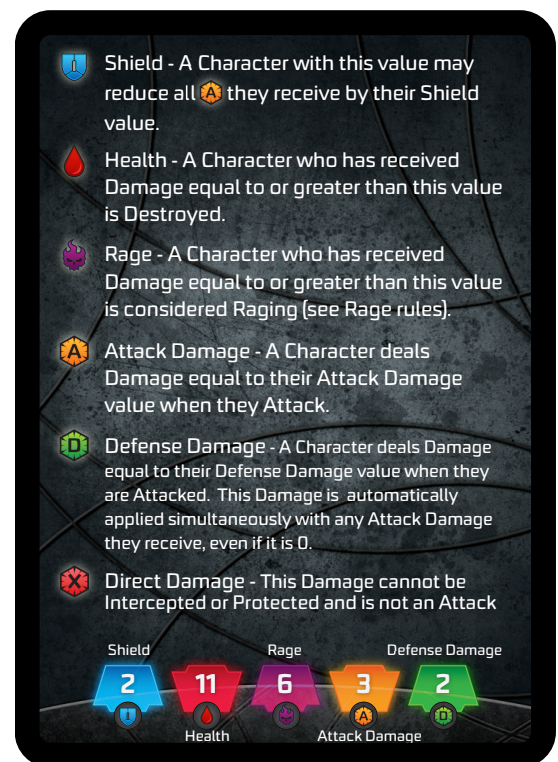 Shield - A Character with this value may
reduce all A they receive by their Shield
value.
Health - A Character who has received
Damage equal to or greater than this value
is Destroyed.
Rage - A Character who has received
Damage equal to or greater than this value
is considered Raging (see Rage rules).
A Attack Damage - A Character deals
Damage equal to their Attack Damage
value when they Attack.
D Defense Damage - A Character deals Damage
equal to their Defense Damage value when they
are Attacked. This Damage is automatically
applied simultaneously with any Attack Damage
they receive, even if it is 0.
X Direct Damage - This Damage cannot be
Intercepted or Protected and is not an Attack
Shield Rage Defense Damage
2 11 6 3 2
A D
Health Attack Damage